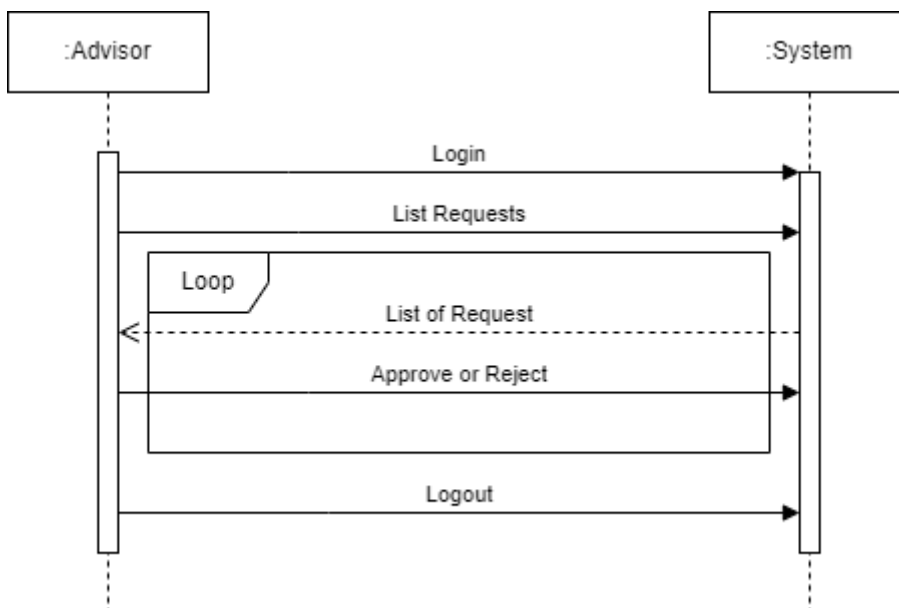 :Advisor
:System
Login
List Requests
Loop
List of Request
Approve or Reject
Logout